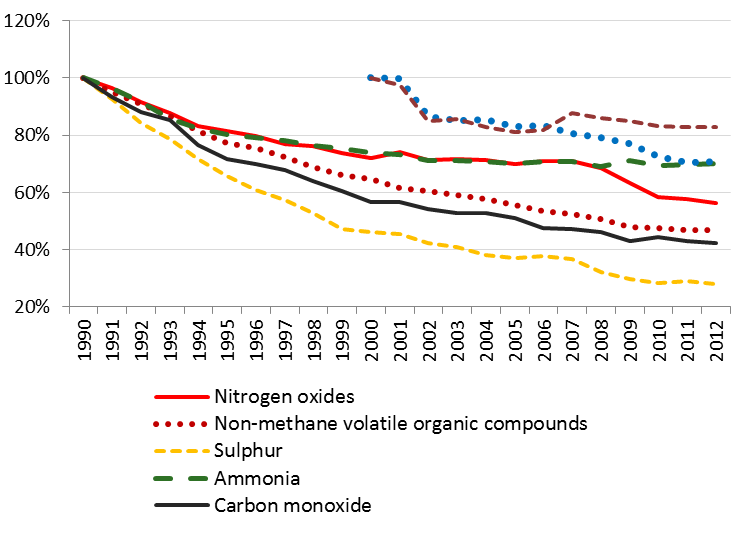 120%
100%
80%
60%
40%
20%
1990 1991 1992 1993 1994 1995 1996 1997 1998 1999 2000 2001 2002 2003 2004 2005 2006 2007 2008 2009 2010 2011 2012
Nitrogen oxides
Non-methane volatile organic compounds
Sulphur
Ammonia
Carbon monoxide